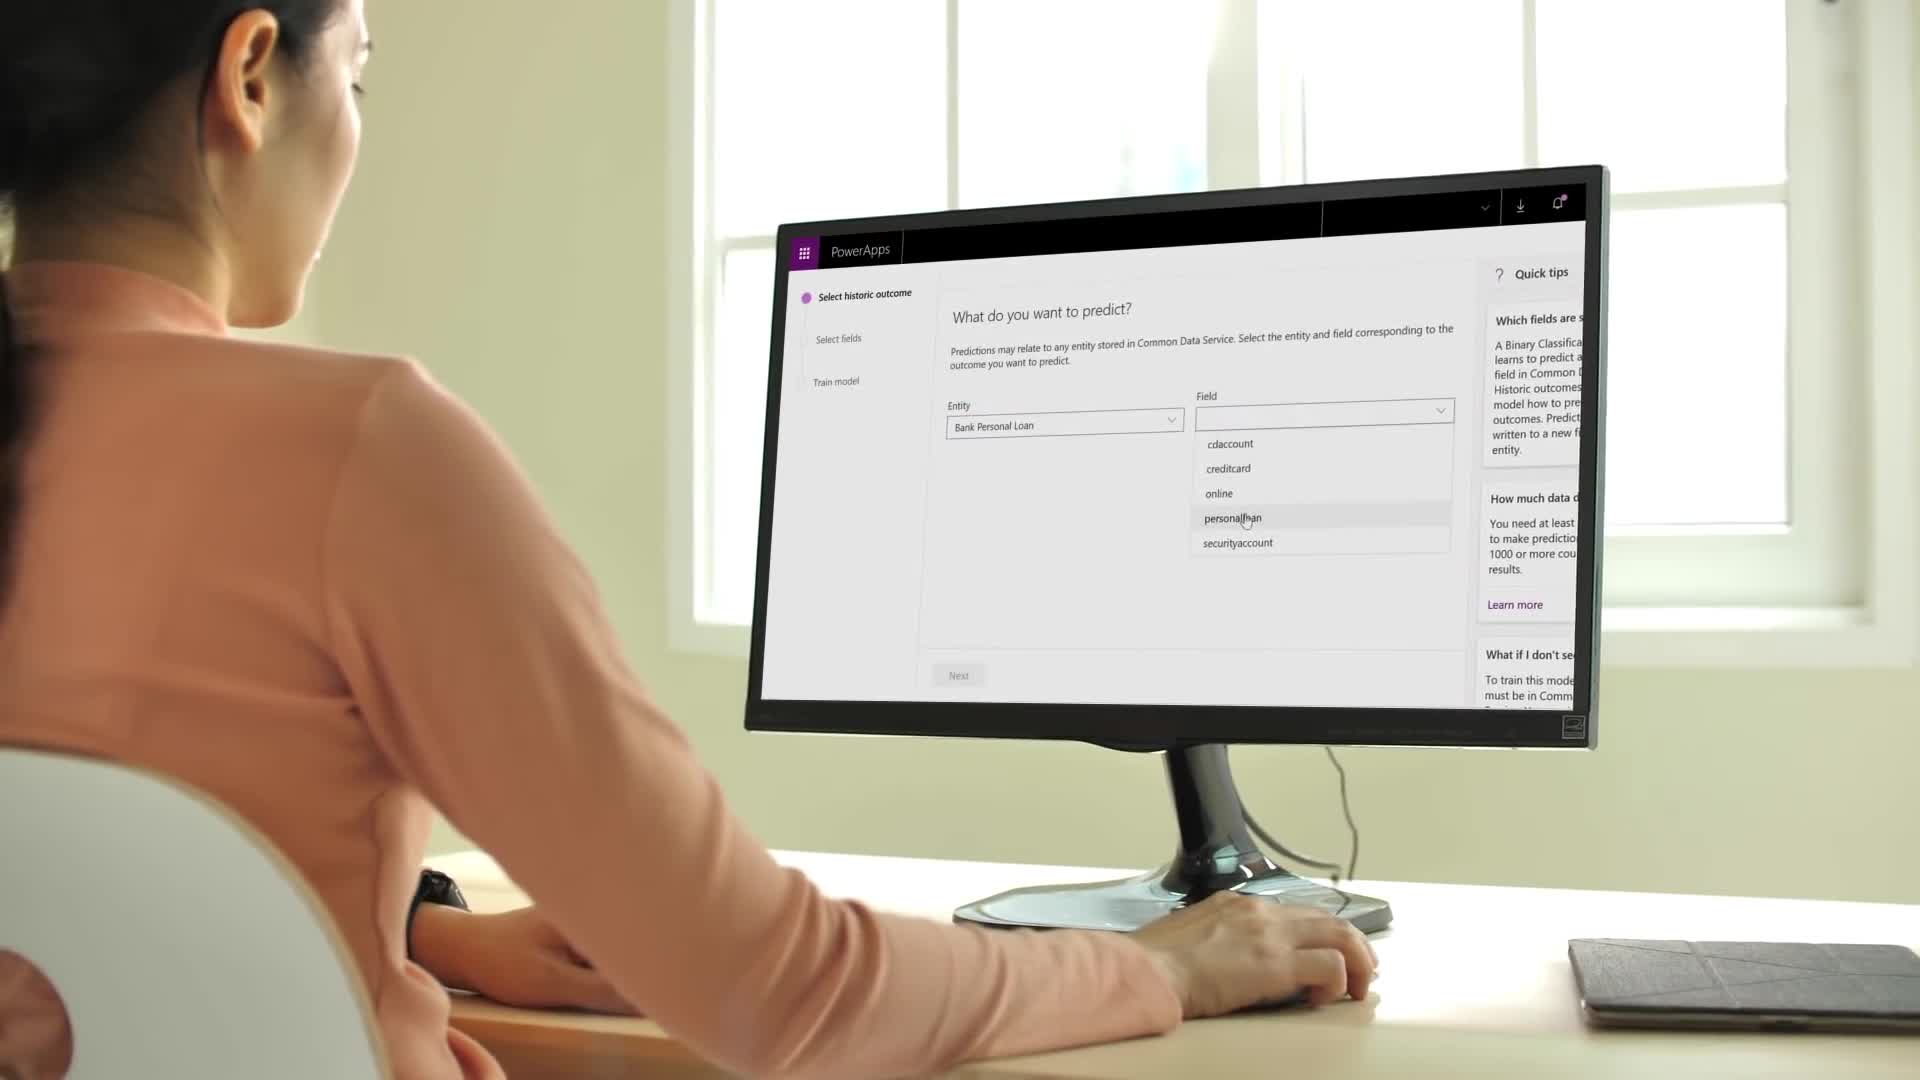 PowerApps
Select historic outcome
Select fields
Train model
What do you want to predict?
Predictions may relate to any entity stored in Common Data Service. Select the entity and field corresponding to the
outcome you want to predict.
Entity
Bank Personal Loan
Field
cdaccount
creditcard
online
personalloan
securityaccount
Next
? Quick tips
Which fields are s
A Binary Classifica
learns to predict a
field in Common D
Historic outcomes
model how to pre
outcomes. Predict
written to a new fi
entity.
How much data d
You need at least
to make predictio
1000 or more cou
results.
Learn more
What if I don't se
To train this mode
must be in Comm